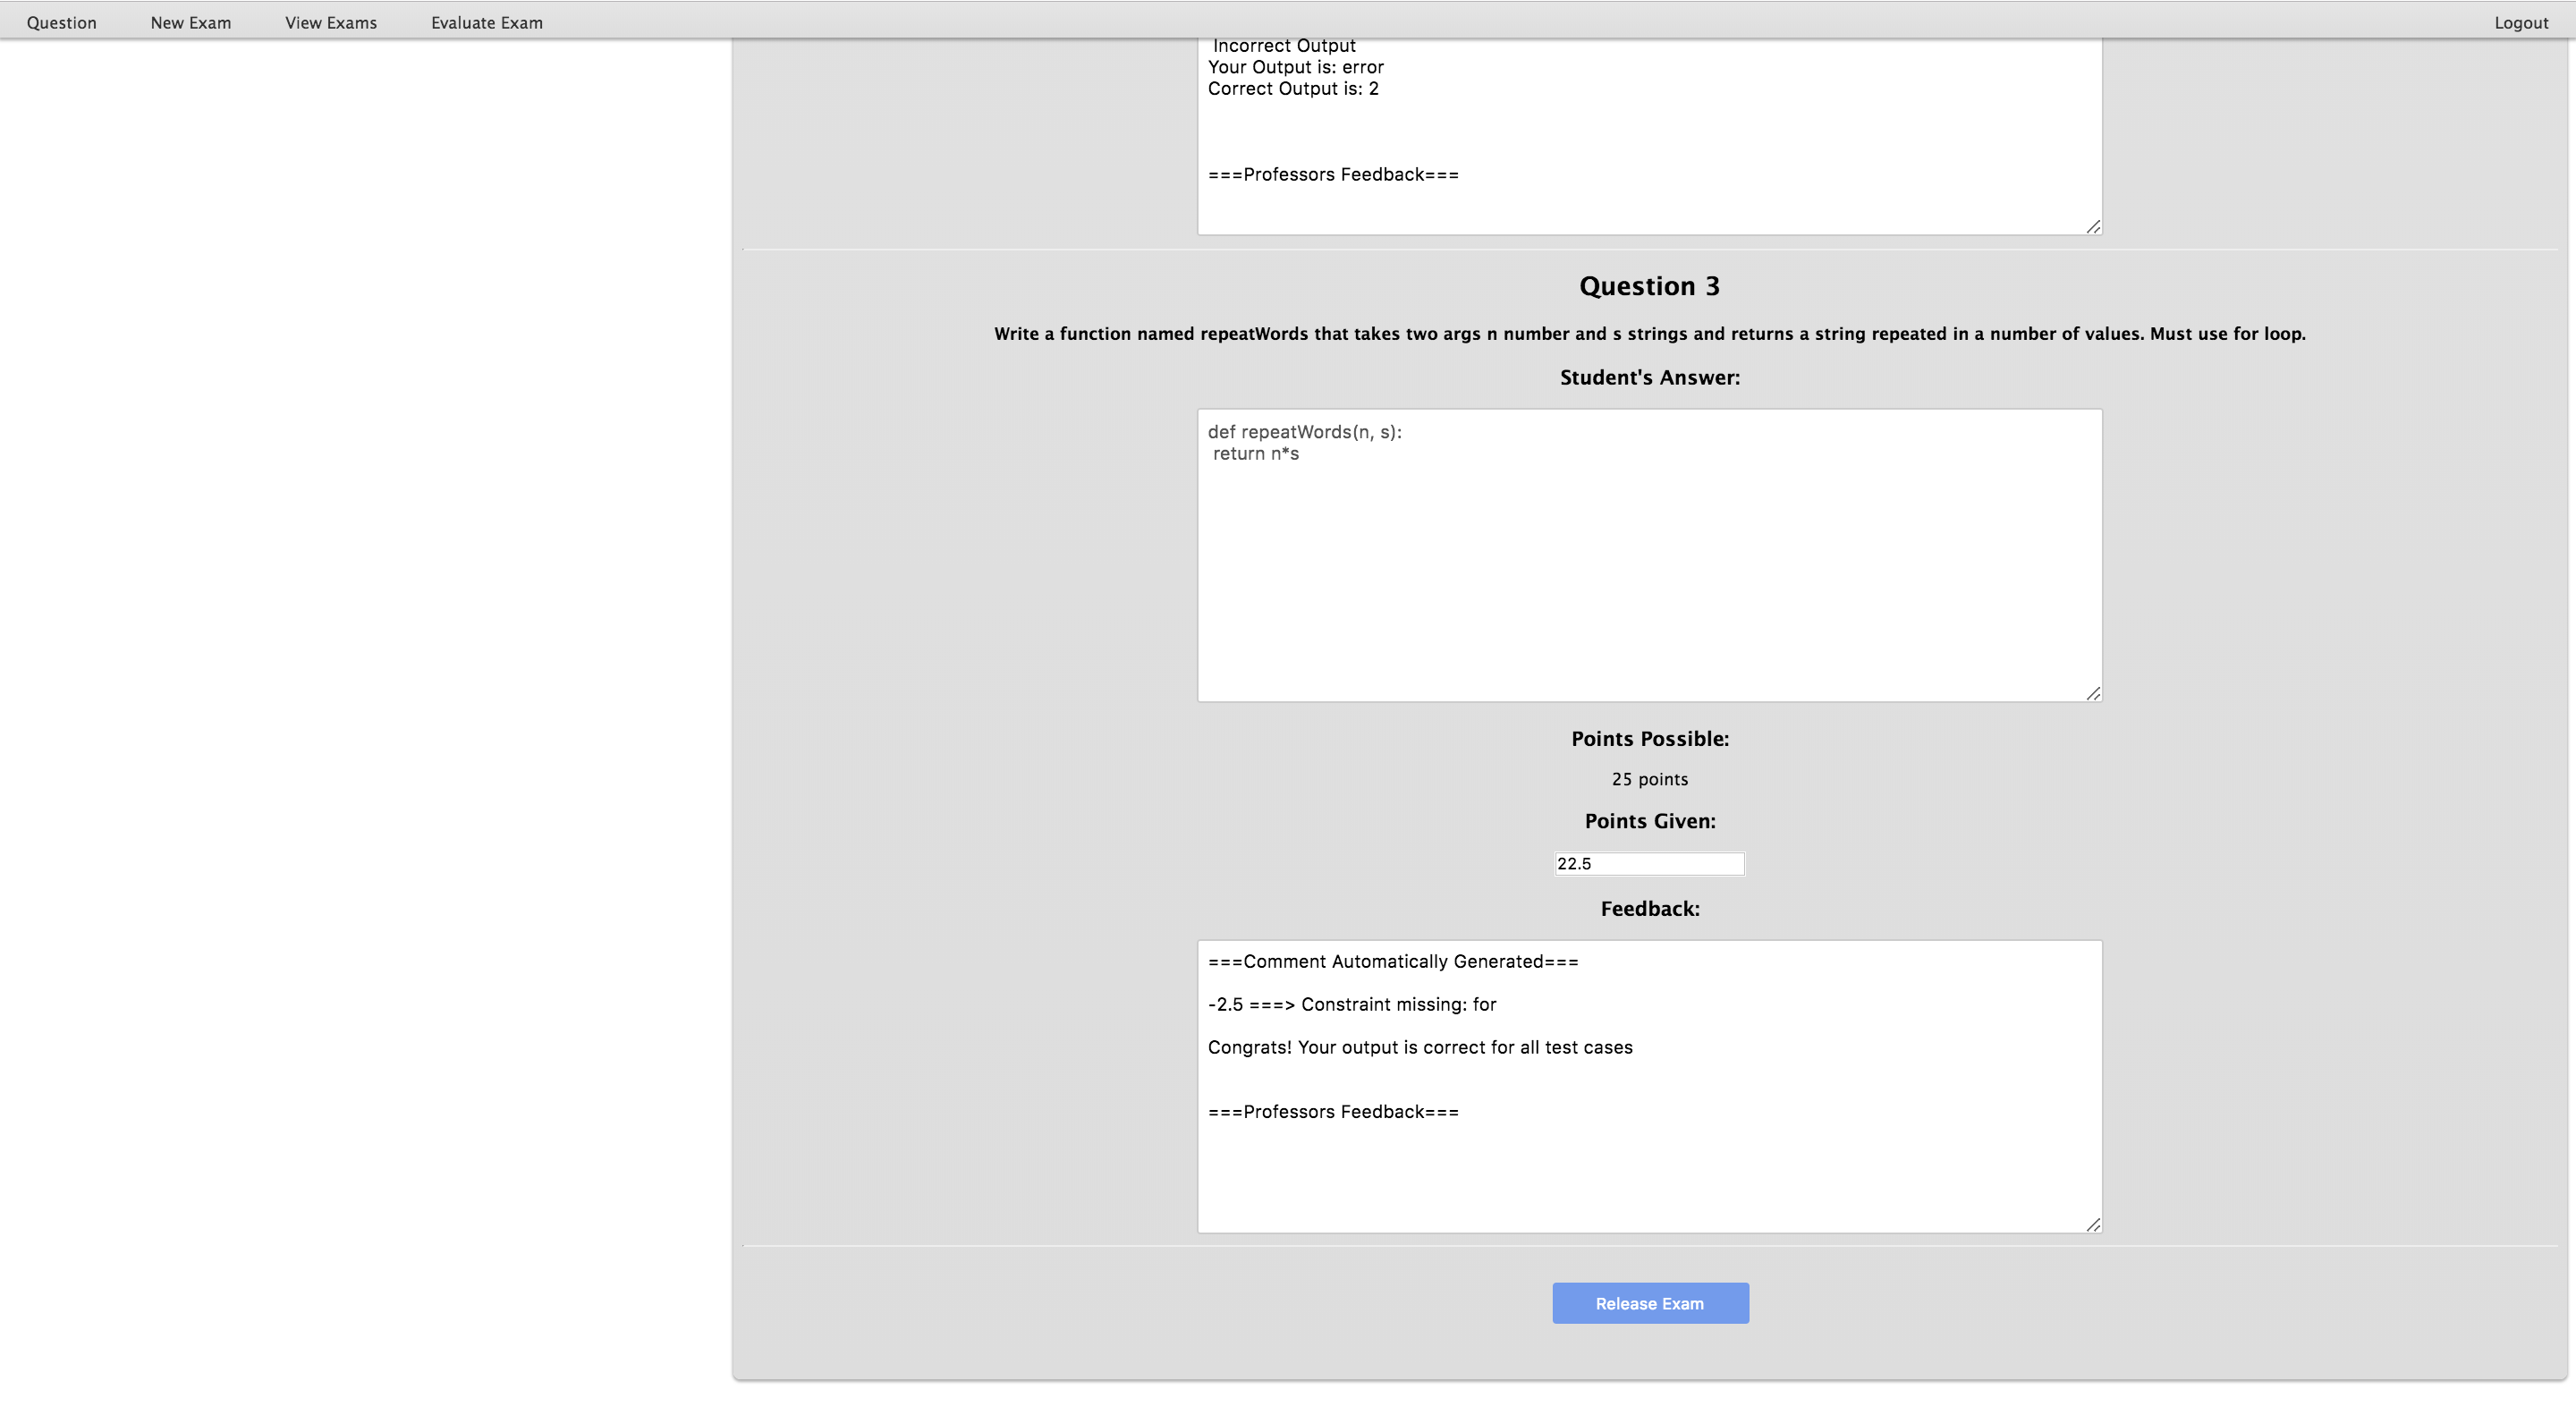 Question New Exam View Exams Evaluate Exam Logout
Incorrect Output
Your Output is: error
Correct Output is: 2
===Professors Feedback===
Question 3
Write a function named repeatWords that takes two args n number and s strings and returns a string repeated in a number of values. Must use for loop.
Student's Answer:
def repeatWords(n, s):
return n*s
Points Possible:
25 points
Points Given:
22.5
Feedback:
===Comment Automatically Generated===
-2.5 ===> Constraint missing: for
Congrats! Your output is correct for all test cases
===Professors Feedback===
Release Exam